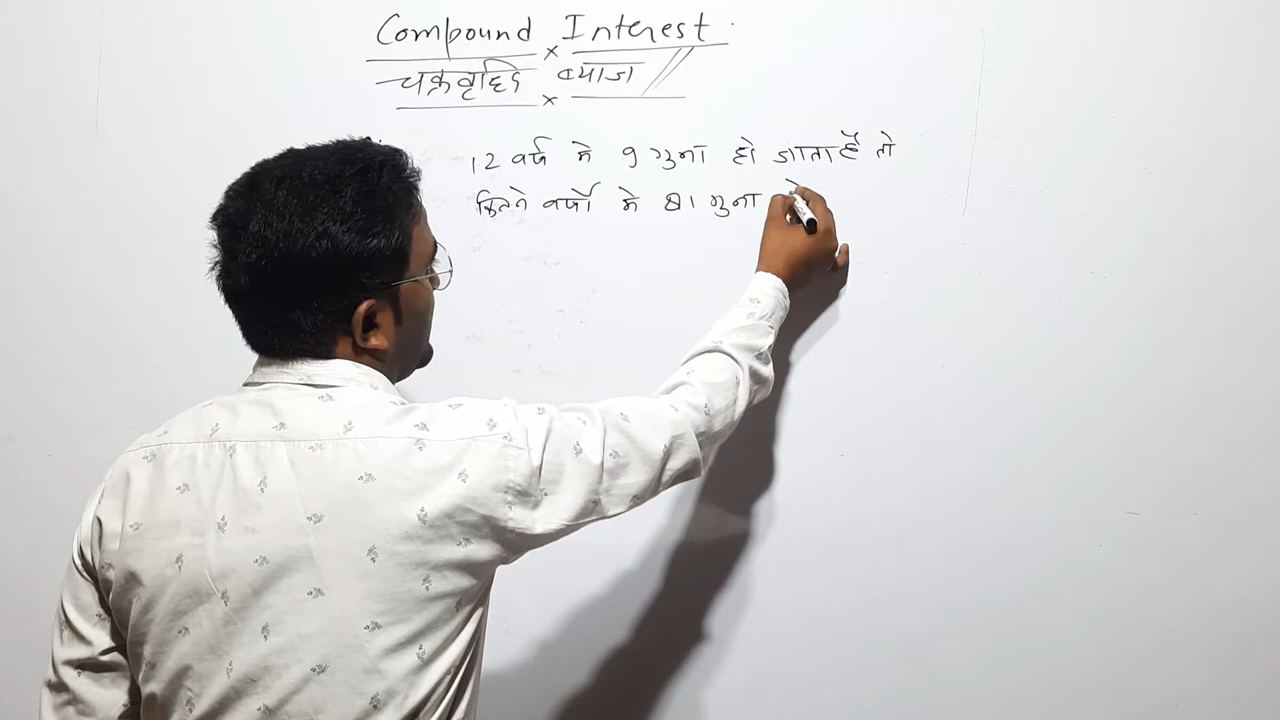 Compound Interest
चक्रवृद्धि ब्याज
12 वर्ष में 9 गुना हो जाता है तो
कितने वर्षों में 81 गुना